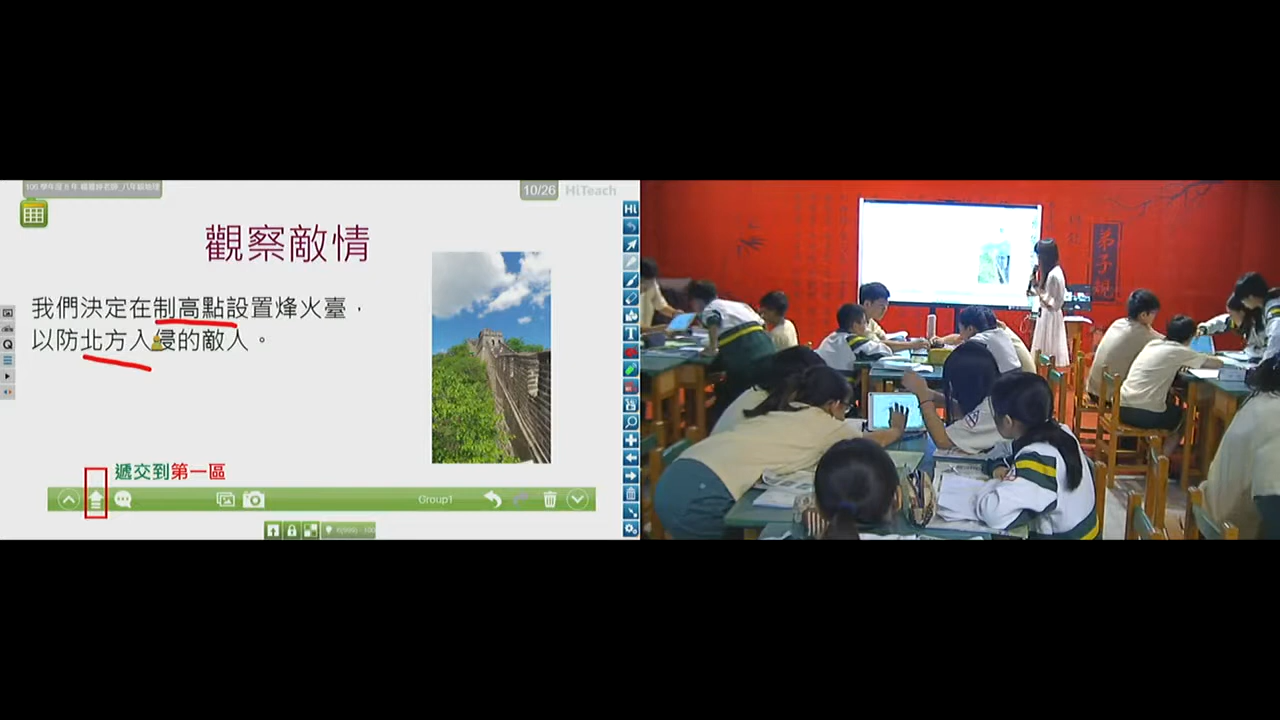 10/26
HiTeach
觀察敵情
我們決定在制高點設置烽火臺,
以防北方入侵的敵人。
遞交到第一區
Group1
弟子規